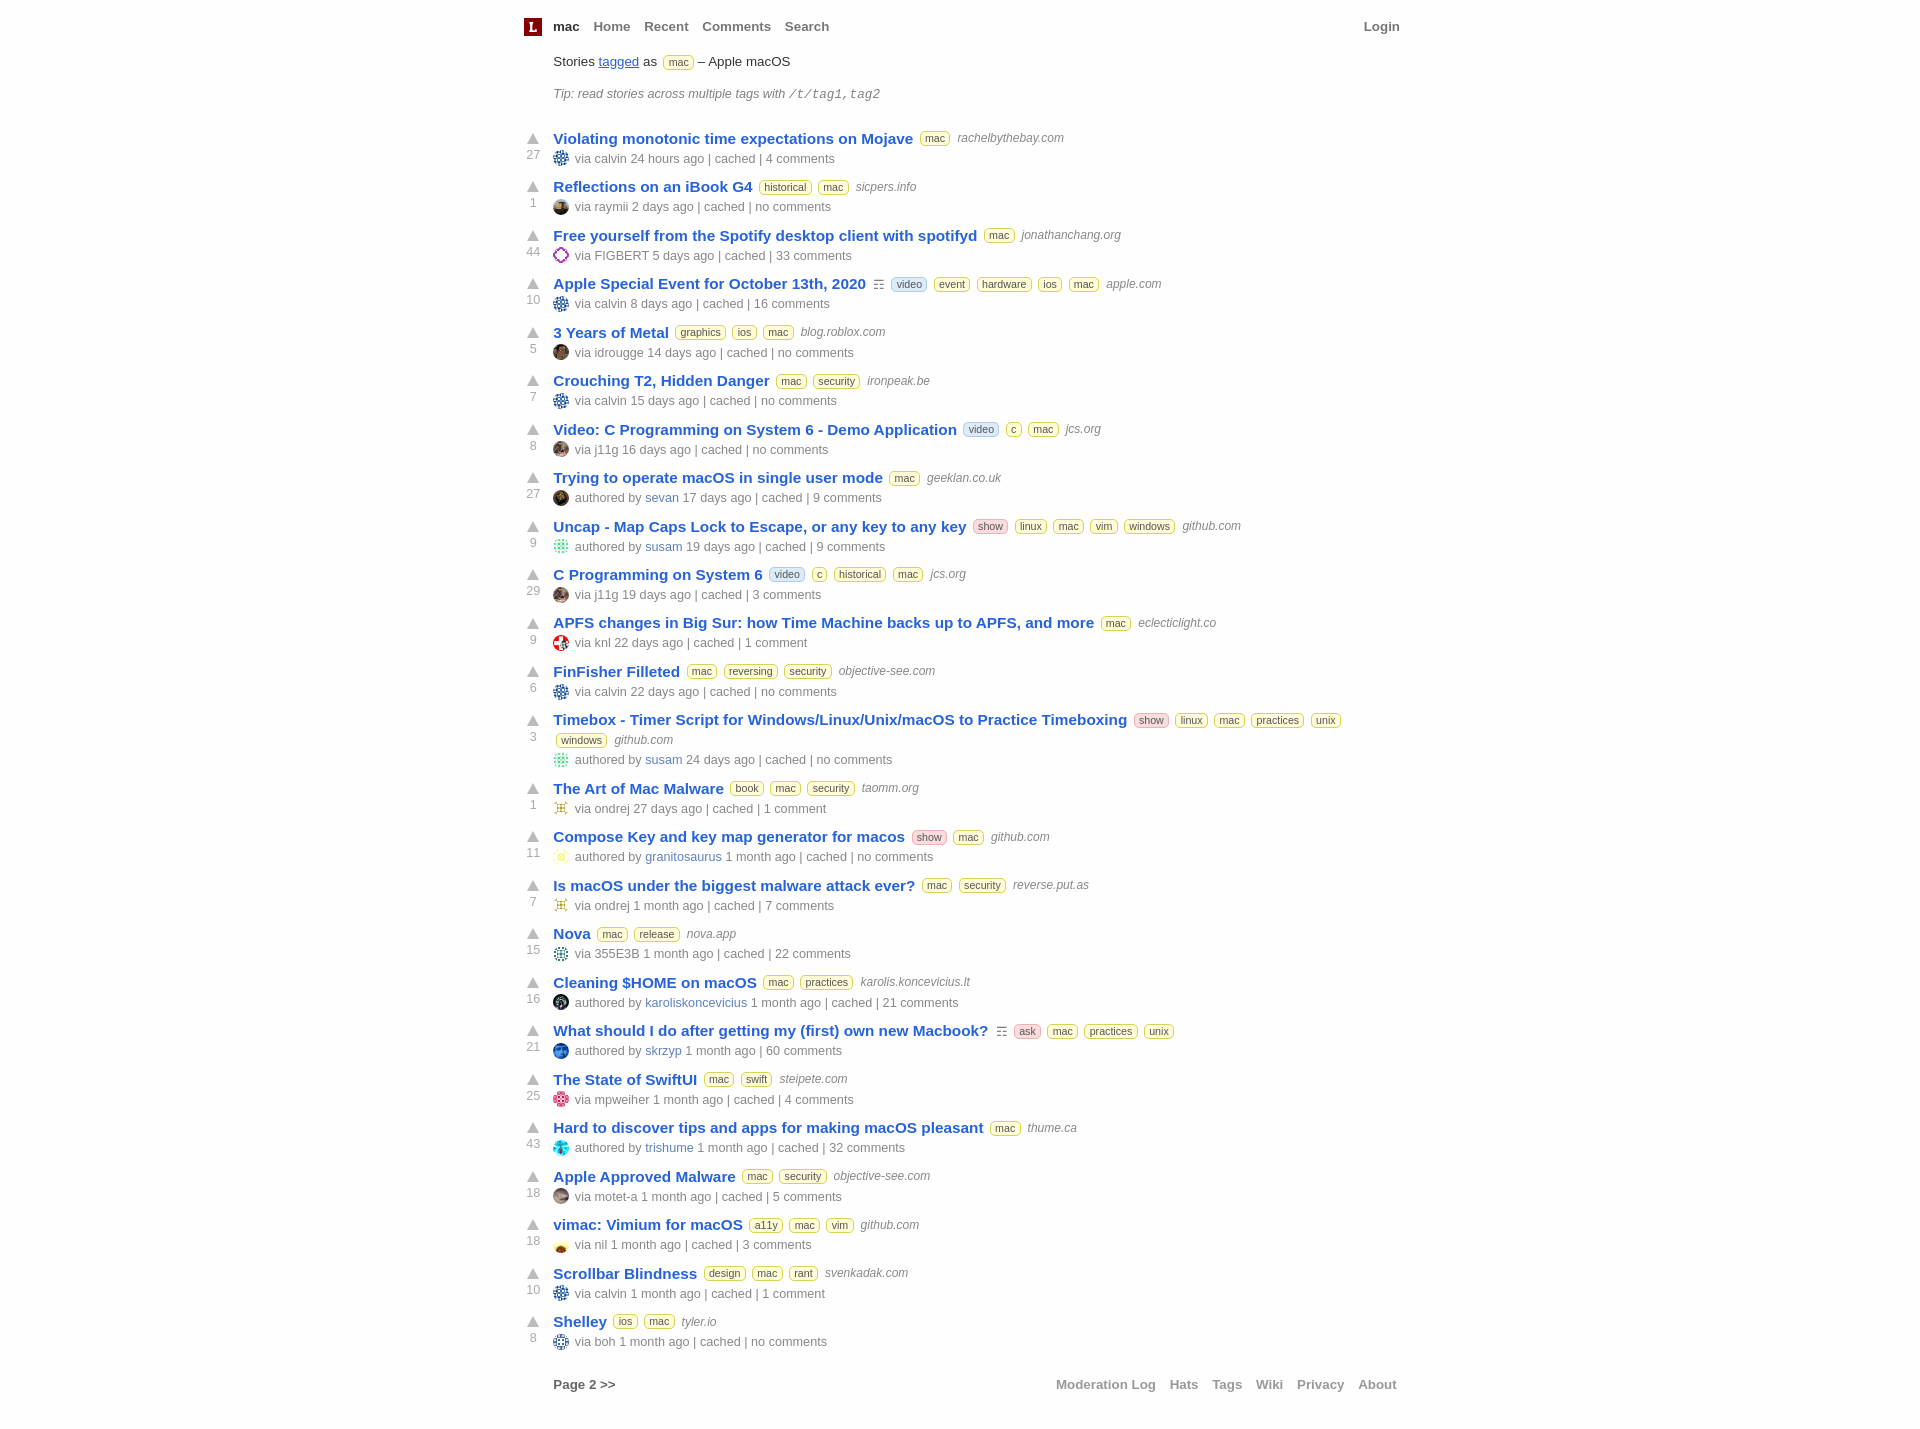 L mac Home Recent Comments Search Login
Stories tagged as mac – Apple macOS
Tip: read stories across multiple tags with /t/tag1,tag2
Violating monotonic time expectations on Mojave mac rachelbythebay.com
27 via calvin 24 hours ago | cached | 4 comments
Reflections on an iBook G4 historical mac sicpers.info
1 via raymii 2 days ago | cached | no comments
Free yourself from the Spotify desktop client with spotifyd mac jonathanchang.org
44 via FIGBERT 5 days ago | cached | 33 comments
Apple Special Event for October 13th, 2020 ☶ video event hardware ios mac apple.com
10 via calvin 8 days ago | cached | 16 comments
3 Years of Metal graphics ios mac blog.roblox.com
5 via idrougge 14 days ago | cached | no comments
Crouching T2, Hidden Danger mac security ironpeak.be
7 via calvin 15 days ago | cached | no comments
Video: C Programming on System 6 - Demo Application video c mac jcs.org
8 via j11g 16 days ago | cached | no comments
Trying to operate macOS in single user mode mac geeklan.co.uk
27 authored by sevan 17 days ago | cached | 9 comments
Uncap - Map Caps Lock to Escape, or any key to any key show linux mac vim windows github.com
9 authored by susam 19 days ago | cached | 9 comments
C Programming on System 6 video c historical mac jcs.org
29 via j11g 19 days ago | cached | 3 comments
APFS changes in Big Sur: how Time Machine backs up to APFS, and more mac eclecticlight.co
9 via knl 22 days ago | cached | 1 comment
FinFisher Filleted mac reversing security objective-see.com
6 via calvin 22 days ago | cached | no comments
Timebox - Timer Script for Windows/Linux/Unix/macOS to Practice Timeboxing show linux mac practices unix
3 windows github.com
authored by susam 24 days ago | cached | no comments
The Art of Mac Malware book mac security taomm.org
1 via ondrej 27 days ago | cached | 1 comment
Compose Key and key map generator for macos show mac github.com
11 authored by granitosaurus 1 month ago | cached | no comments
Is macOS under the biggest malware attack ever? mac security reverse.put.as
7 via ondrej 1 month ago | cached | 7 comments
Nova mac release nova.app
15 via 355E3B 1 month ago | cached | 22 comments
Cleaning $HOME on macOS mac practices karolis.koncevicius.lt
16 authored by karoliskoncevicius 1 month ago | cached | 21 comments
What should I do after getting my (first) own new Macbook? ☶ ask mac practices unix
21 authored by skrzyp 1 month ago | 60 comments
The State of SwiftUI mac swift steipete.com
25 via mpweiher 1 month ago | cached | 4 comments
Hard to discover tips and apps for making macOS pleasant mac thume.ca
43 authored by trishume 1 month ago | cached | 32 comments
Apple Approved Malware mac security objective-see.com
18 via motet-a 1 month ago | cached | 5 comments
vimac: Vimium for macOS a11y mac vim github.com
18 via nil 1 month ago | cached | 3 comments
Scrollbar Blindness design mac rant svenkadak.com
10 via calvin 1 month ago | cached | 1 comment
Shelley ios mac tyler.io
8 via boh 1 month ago | cached | no comments
Page 2 >> Moderation Log Hats Tags Wiki Privacy About